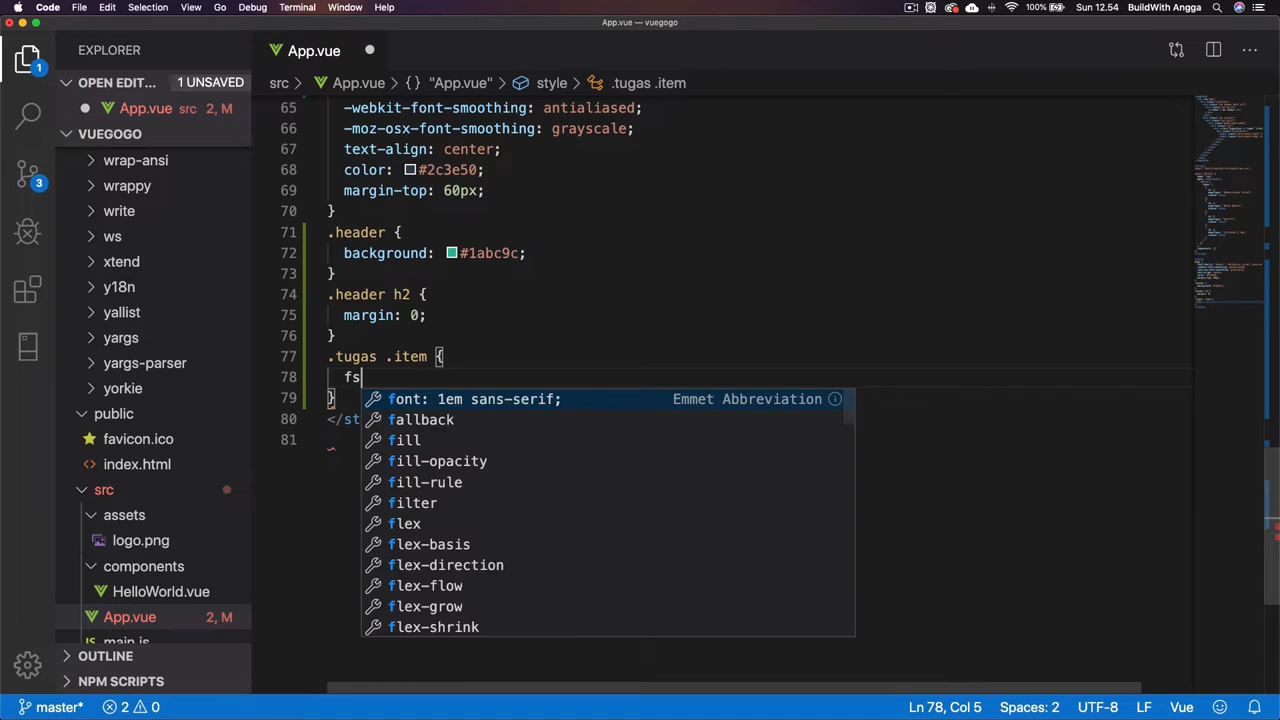 Code File Edit Selection View Go Debug Terminal Window Help 100% Sun 12.54 BuildWith Angga
App.vue — vuegogo
EXPLORER
App.vue
OPEN EDIT... 1 UNSAVED
App.vue src 2, M
VUEGOGO
wrap-ansi
wrappy
write
ws
xtend
y18n
yallist
yargs
yargs-parser
yorkie
public
favicon.ico
index.html
src
assets
logo.png
components
HelloWorld.vue
App.vue 2, M
main.js
OUTLINE
NPM SCRIPTS
1
3
src > App.vue > {} "App.vue" > style > .tugas .item
65 -webkit-font-smoothing: antialiased;
66 -moz-osx-font-smoothing: grayscale;
67 text-align: center;
68 color: #2c3e50;
69 margin-top: 60px;
70 }
71 .header {
72 background: #1abc9c;
73 }
74 .header h2 {
75 margin: 0;
76 }
77 .tugas .item {
78 fs
79 }
80 </st
81
font: 1em sans-serif; Emmet Abbreviation
fallback
fill
fill-opacity
fill-rule
filter
flex
flex-basis
flex-direction
flex-flow
flex-grow
flex-shrink
master* 2 0 Ln 78, Col 5 Spaces: 2 UTF-8 LF Vue